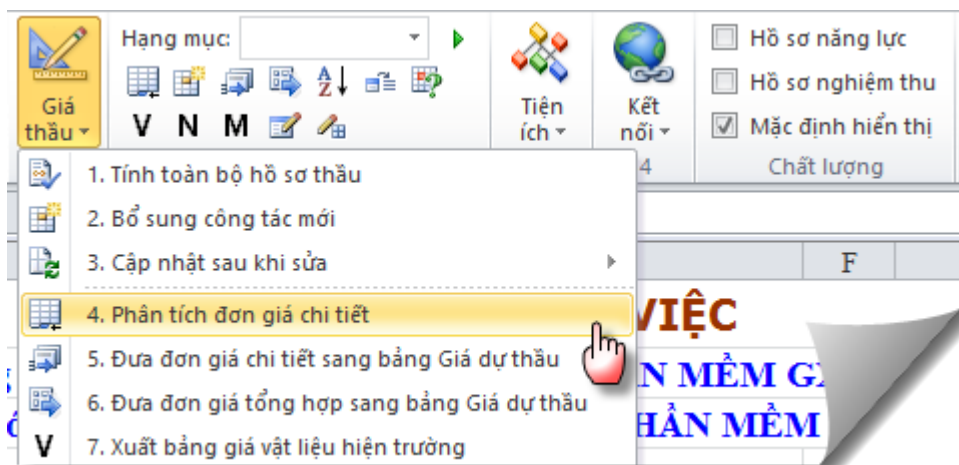 Hạng mục:
Giá thầu
V N M
Tiện ích
Kết nối
Hồ sơ năng lực
Hồ sơ nghiệm thu
Mặc định hiển thị
4
Chất lượng
1. Tính toàn bộ hồ sơ thầu
2. Bổ sung công tác mới
3. Cập nhật sau khi sửa
4. Phân tích đơn giá chi tiết
5. Đưa đơn giá chi tiết sang bảng Giá dự thầu
6. Đưa đơn giá tổng hợp sang bảng Giá dự thầu
V 7. Xuất bảng giá vật liệu hiện trường
F
VIỆC
N MỀM
HẦN MỀM